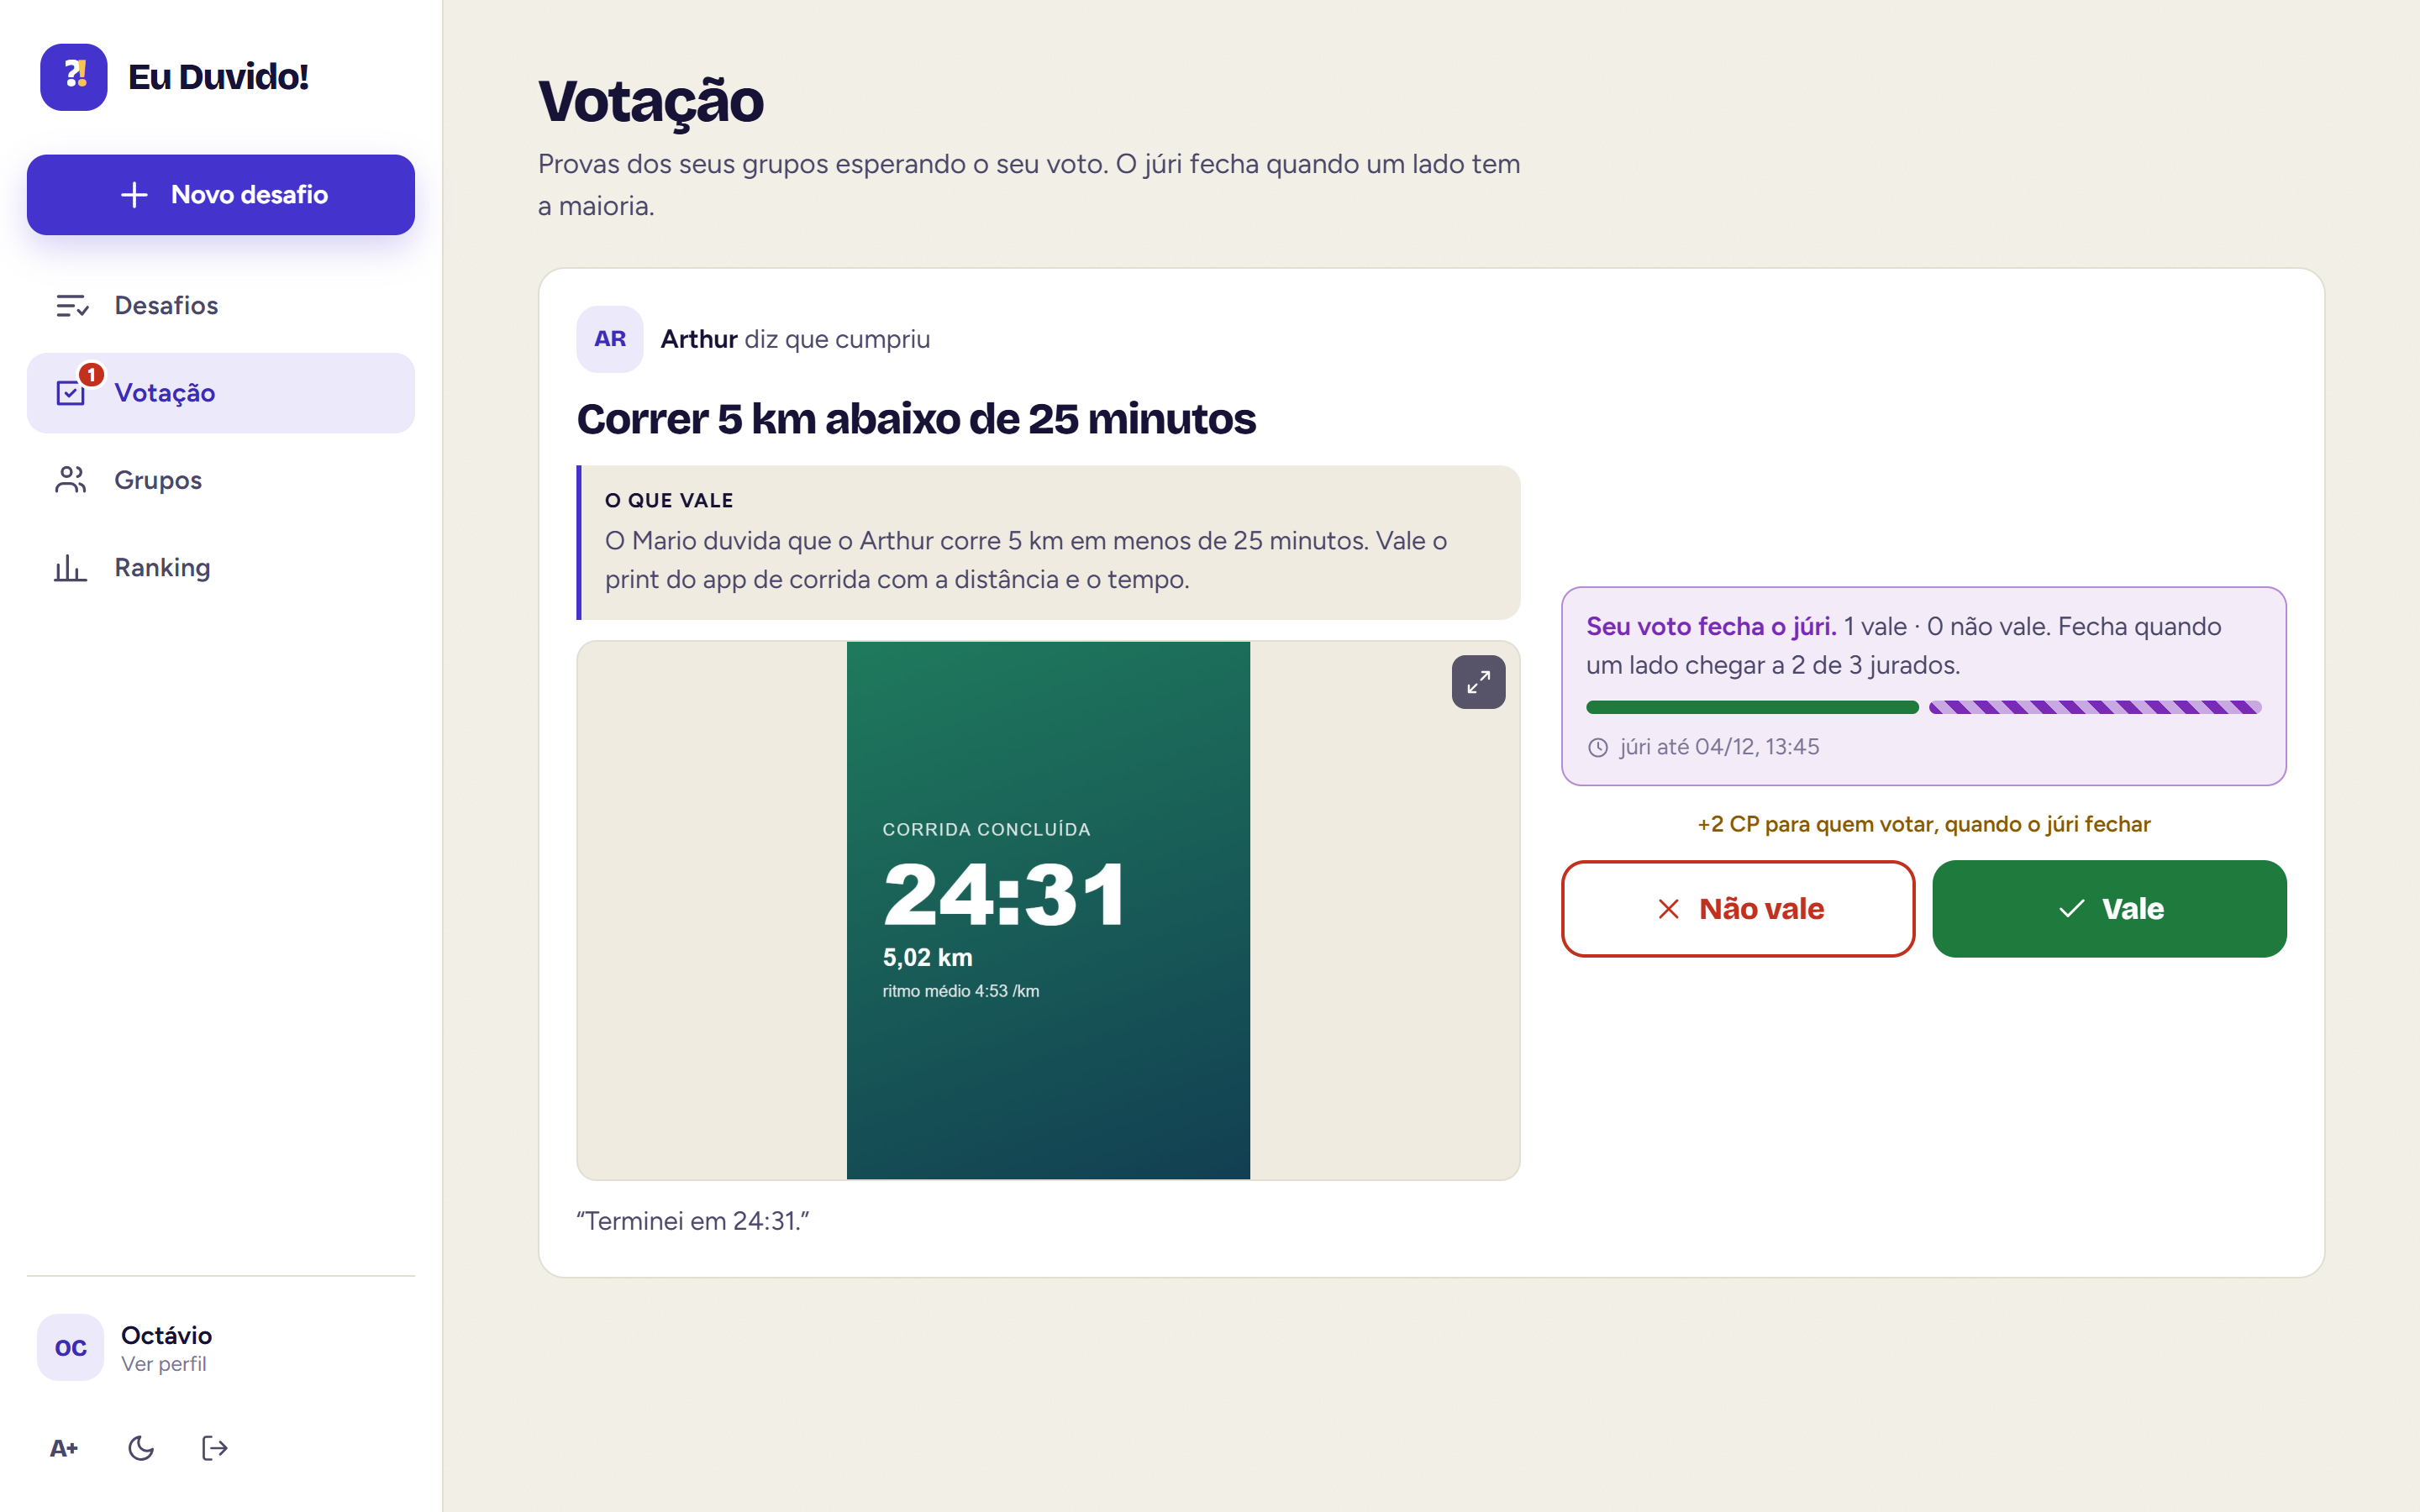 ?!
Eu Duvido!
Novo desafio
Desafios
1
Votação
Grupos
Ranking
OC
Octávio
Ver perfil
A+
Votação
Provas dos seus grupos esperando o seu voto. O júri fecha quando um lado tem
a maioria.
AR
Arthur diz que cumpriu
Correr 5 km abaixo de 25 minutos
O QUE VALE
O Mario duvida que o Arthur corre 5 km em menos de 25 minutos. Vale o
print do app de corrida com a distância e o tempo.
CORRIDA CONCLUÍDA
24:31
5,02 km
ritmo médio 4:53 /km
“Terminei em 24:31.”
Seu voto fecha o júri. 1 vale · 0 não vale. Fecha quando
um lado chegar a 2 de 3 jurados.
júri até 04/12, 13:45
+2 CP para quem votar, quando o júri fechar
Não vale
Vale